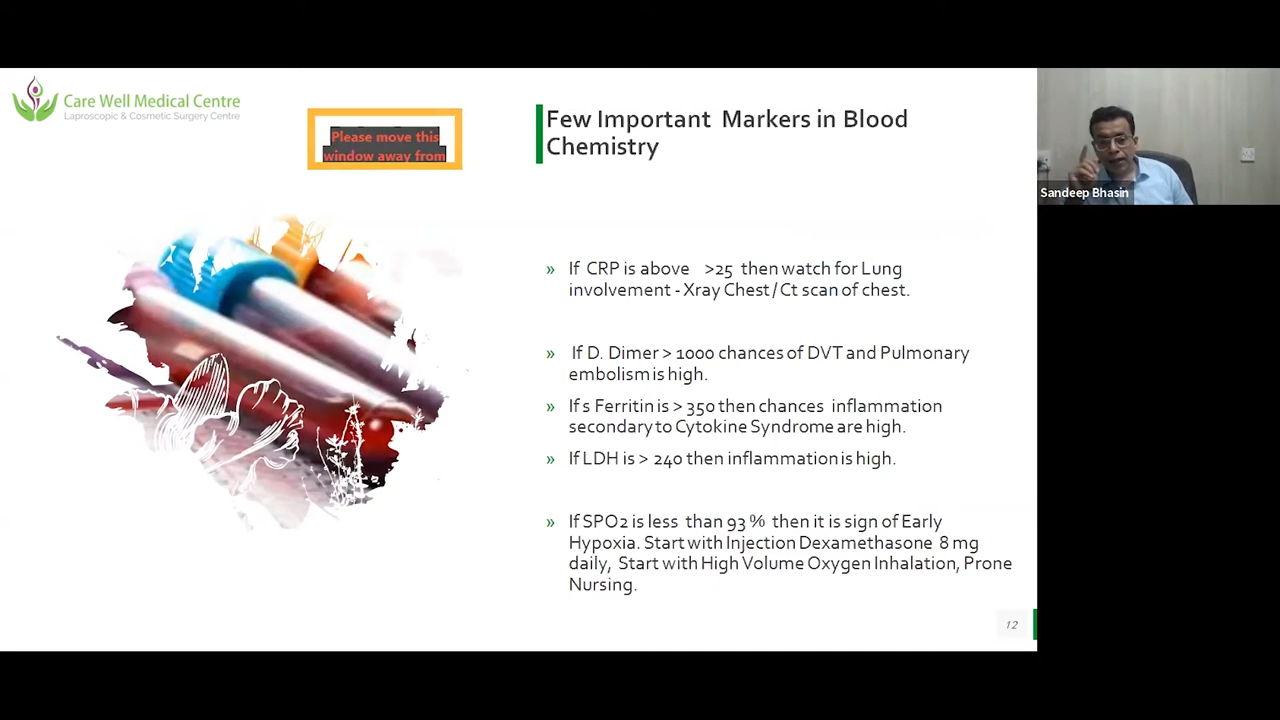 Care Well Medical Centre
Laproscopic & Cosmetic Surgery Centre
Please move this
window away from
Few Important Markers in Blood
Chemistry
Sandeep Bhasin
» If CRP is above >25 then watch for Lung
involvement - Xray Chest / Ct scan of chest.
» If D. Dimer > 1000 chances of DVT and Pulmonary
embolism is high.
» If s Ferritin is > 350 then chances inflammation
secondary to Cytokine Syndrome are high.
» If LDH is > 240 then inflammation is high.
» If SPO2 is less than 93 % then it is sign of Early
Hypoxia. Start with Injection Dexamethasone 8 mg
daily, Start with High Volume Oxygen Inhalation, Prone
Nursing.
12